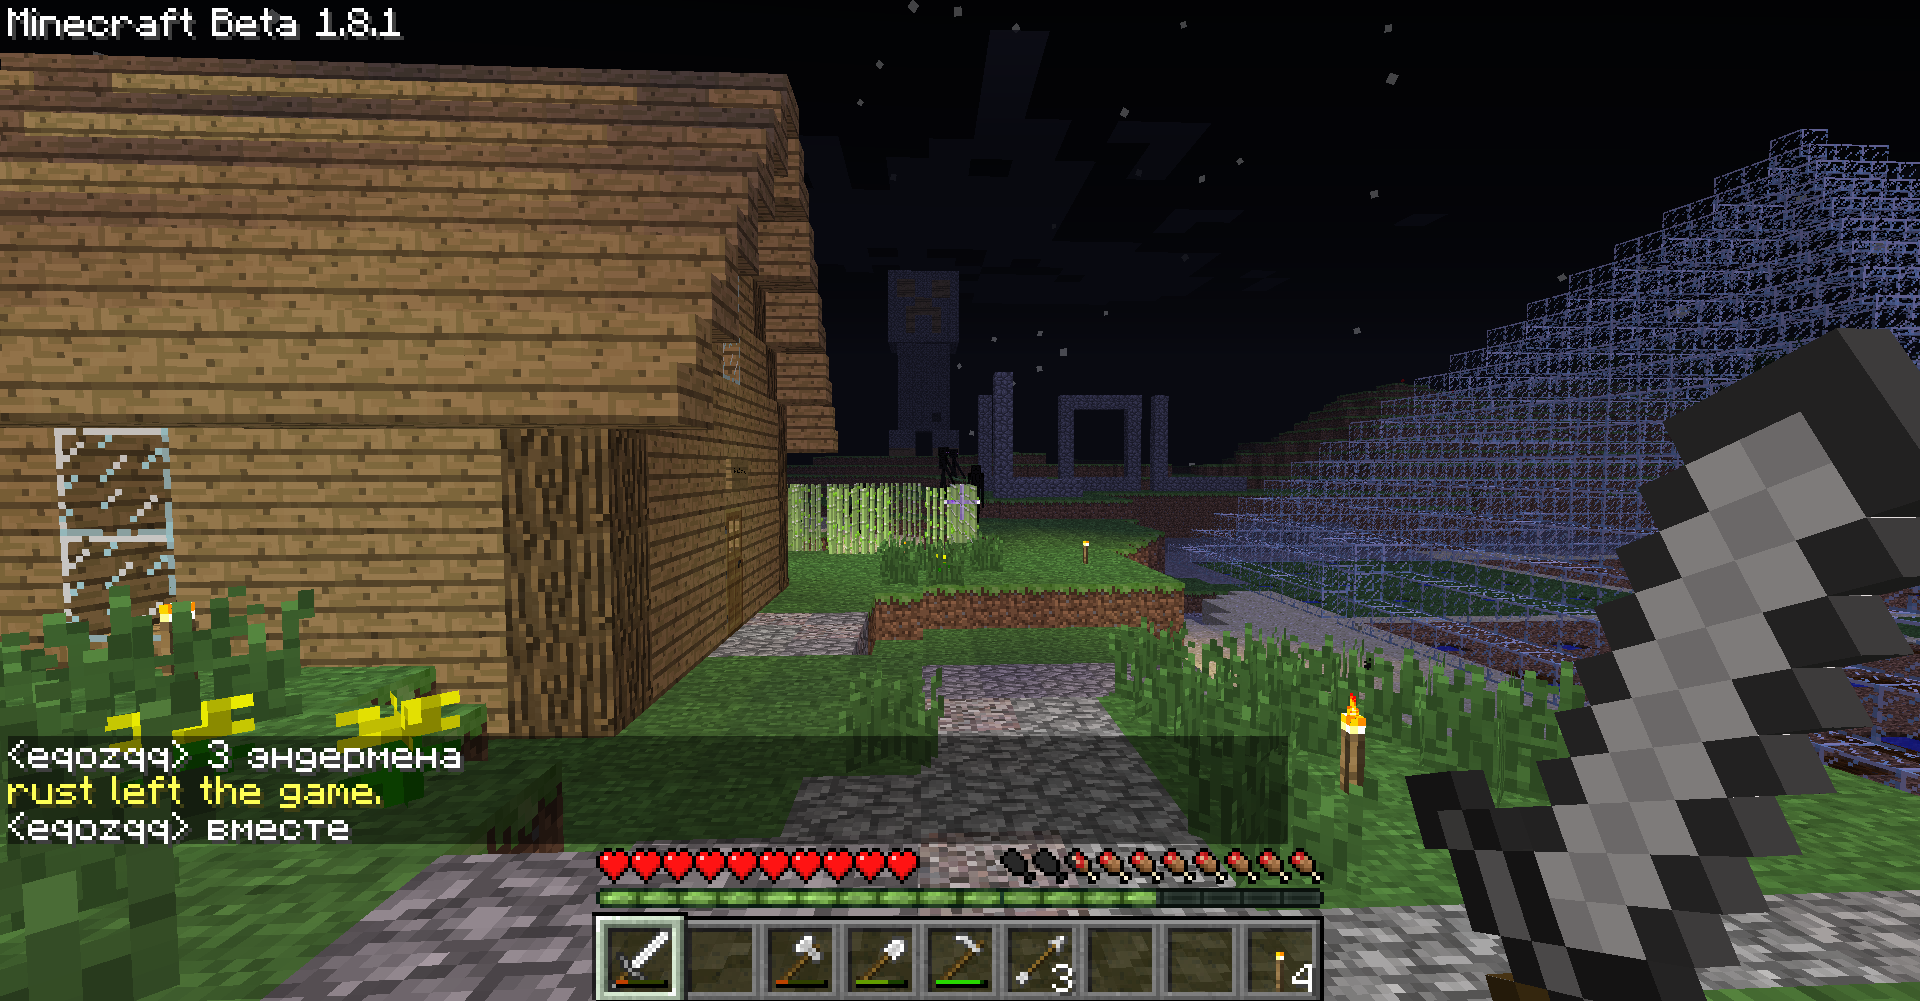 Minecraft Beta 1.8.1
<eqozqq> 3 эндермена
rust left the game.
<eqozqq> вместе
3
4